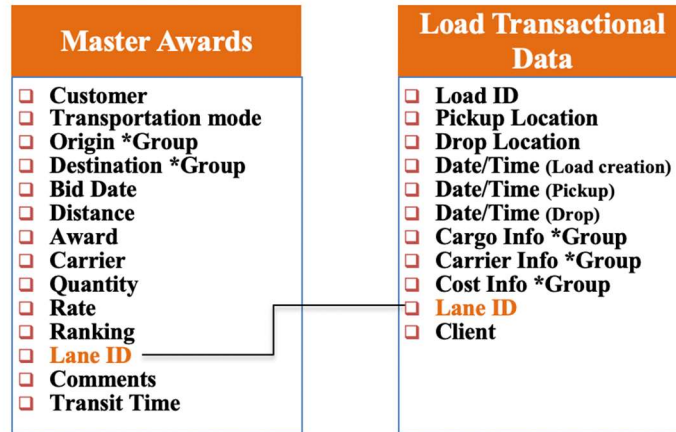 Master Awards
Customer
Transportation mode
Origin *Group
Destination *Group
Bid Date
Distance
Award
Carrier
Quantity
Rate
Ranking
Lane ID
Comments
Transit Time
Load Transactional
Data
Load ID
Pickup Location
Drop Location
Date/Time (Load creation)
Date/Time (Pickup)
Date/Time (Drop)
Cargo Info *Group
Carrier Info *Group
Cost Info *Group
Lane ID
Client